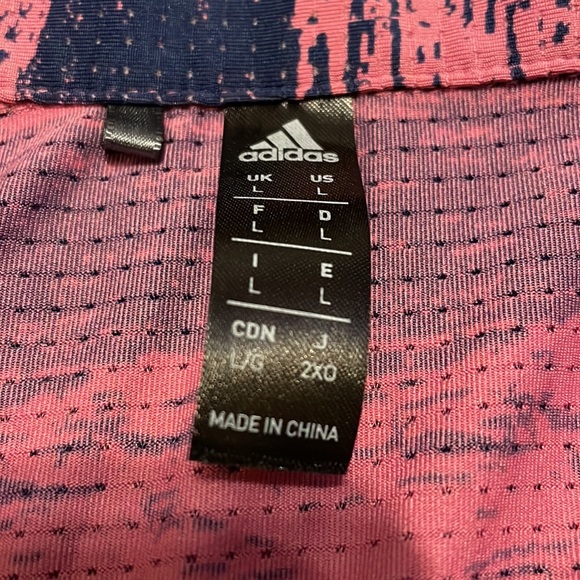 adidas
UK US
L L
F D
L L
I E
L L
CDN J
L/G 2XO
MADE IN CHINA